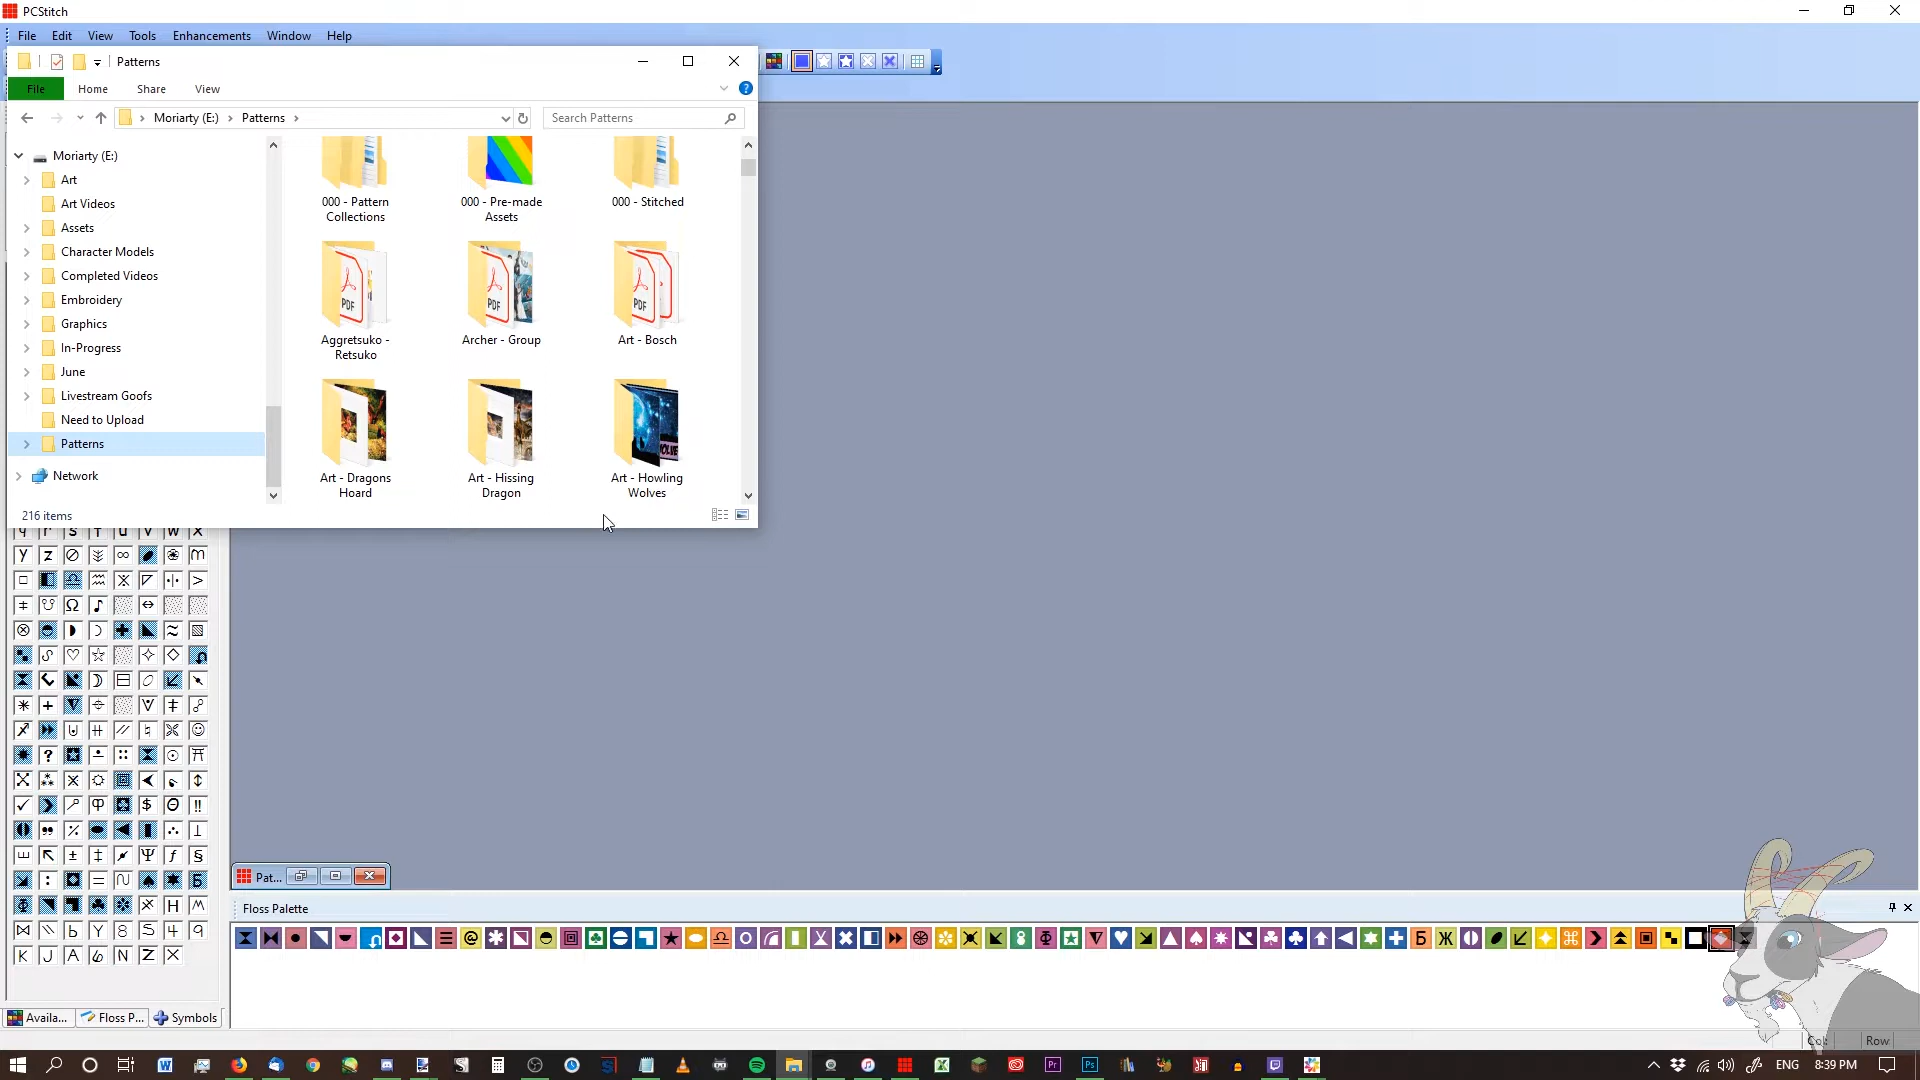 PCStitch
File Edit View Tools Enhancements Window Help
Patterns
File Home Share View
Moriarty (E:) Patterns
Search Patterns
Moriarty (E:)
Art
Art Videos
Assets
Character Models
Completed Videos
Embroidery
Graphics
In-Progress
June
Livestream Goofs
Need to Upload
Patterns
Network
000 - Pattern
Collections
000 - Pre-made
Assets
000 - Stitched
Aggretsuko -
Retsuko
Archer - Group
Art - Bosch
Art - Dragons
Hoard
Art - Hissing
Dragon
Art - Howling
Wolves
216 items
Pat...
Floss Palette
Availa... Floss P... Symbols
Row:
ENG 8:39 PM